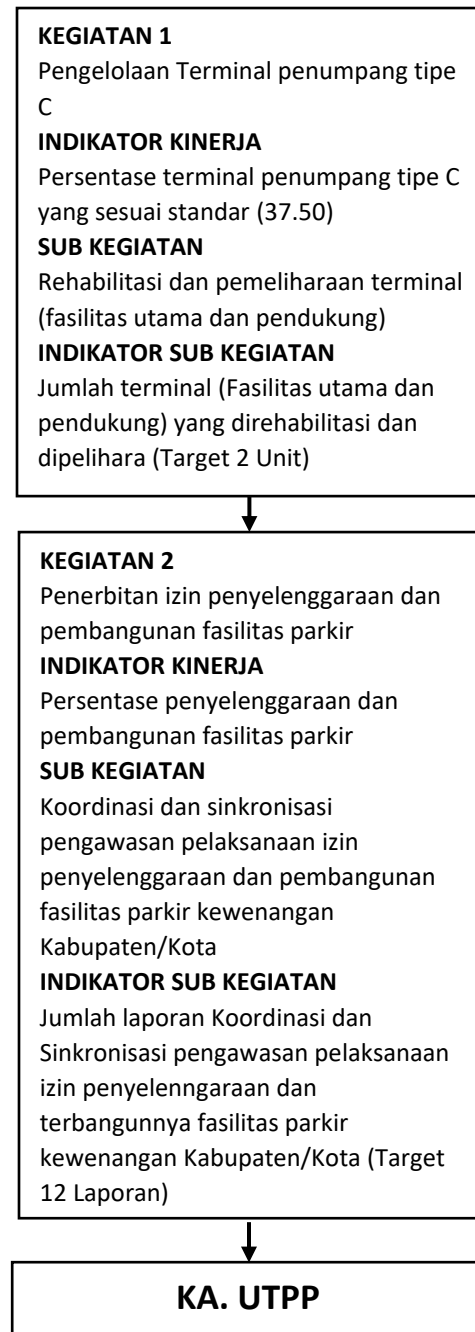 KEGIATAN 1
Pengelolaan Terminal penumpang tipe
C
INDIKATOR KINERJA
Persentase terminal penumpang tipe C
yang sesuai standar (37.50)
SUB KEGIATAN
Rehabilitasi dan pemeliharaan terminal
(fasilitas utama dan pendukung)
INDIKATOR SUB KEGIATAN
Jumlah terminal (Fasilitas utama dan
pendukung) yang direhabilitasi dan
dipelihara (Target 2 Unit)
KEGIATAN 2
Penerbitan izin penyelenggaraan dan
pembangunan fasilitas parkir
INDIKATOR KINERJA
Persentase penyelenggaraan dan
pembangunan fasilitas parkir
SUB KEGIATAN
Koordinasi dan sinkronisasi
pengawasan pelaksanaan izin
penyelenggaraan dan pembangunan
fasilitas parkir kewenangan
Kabupaten/Kota
INDIKATOR SUB KEGIATAN
Jumlah laporan Koordinasi dan
Sinkronisasi pengawasan pelaksanaan
izin penyelenngaraan dan
terbangunnya fasilitas parkir
kewenangan Kabupaten/Kota (Target
12 Laporan)
KA. UTPP